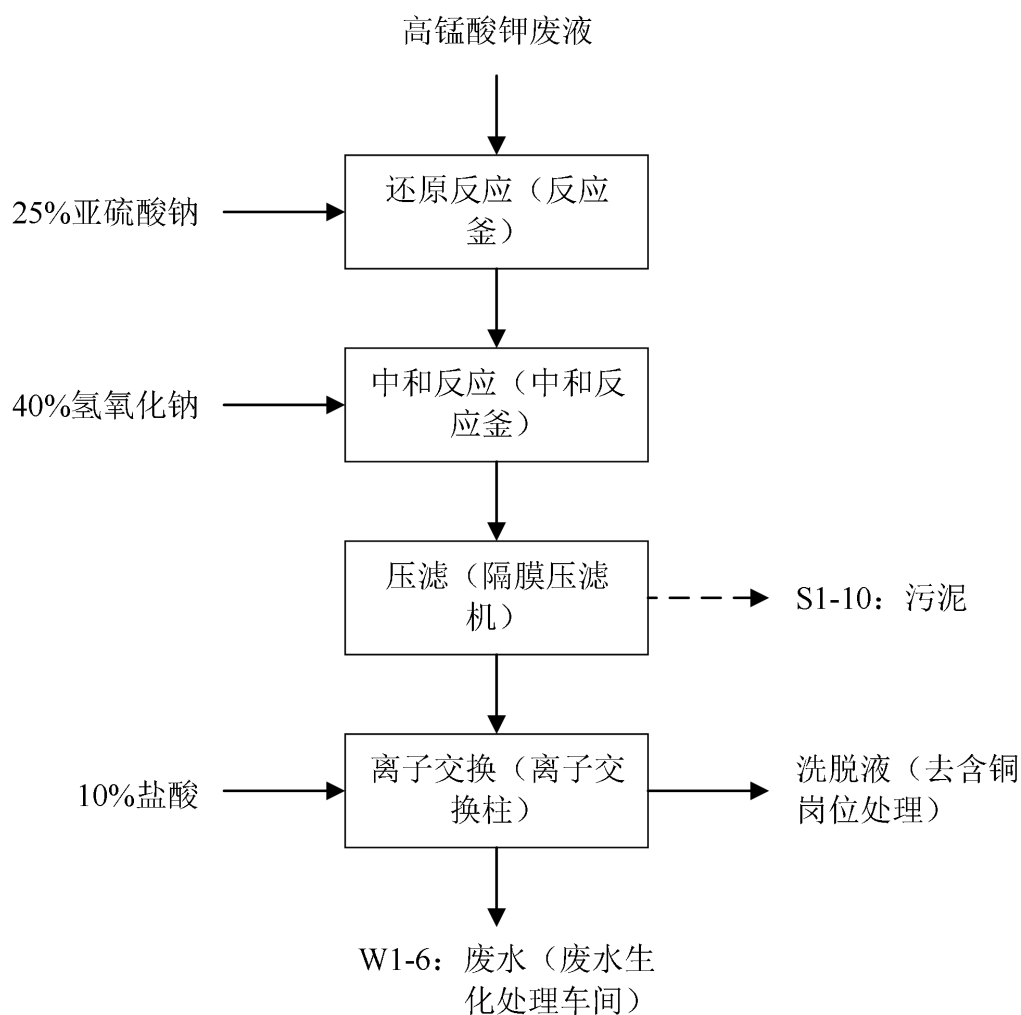 高锰酸钾废液
25%亚硫酸钠
还原反应（反应
釜）
40%氢氧化钠
中和反应（中和反
应釜）
压滤（隔膜压滤
机）
S1-10：污泥
10%盐酸
离子交换（离子交
换柱）
洗脱液（去含铜
岗位处理）
W1-6：废水（废水生
化处理车间）